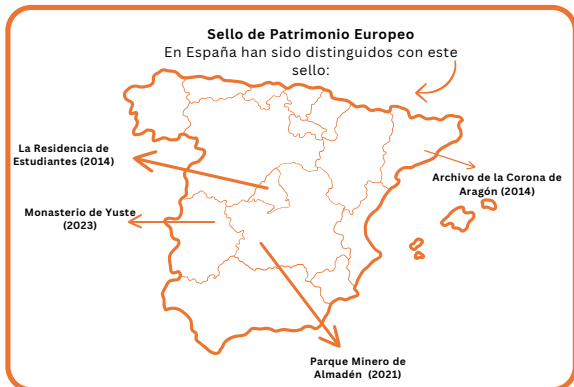 Sello de Patrimonio Europeo
En España han sido distinguidos con este
sello:
La Residencia de
Estudiantes (2014)
Archivo de la Corona de
Aragón (2014)
Monasterio de Yuste
(2023)
Parque Minero de
Almadén (2021)